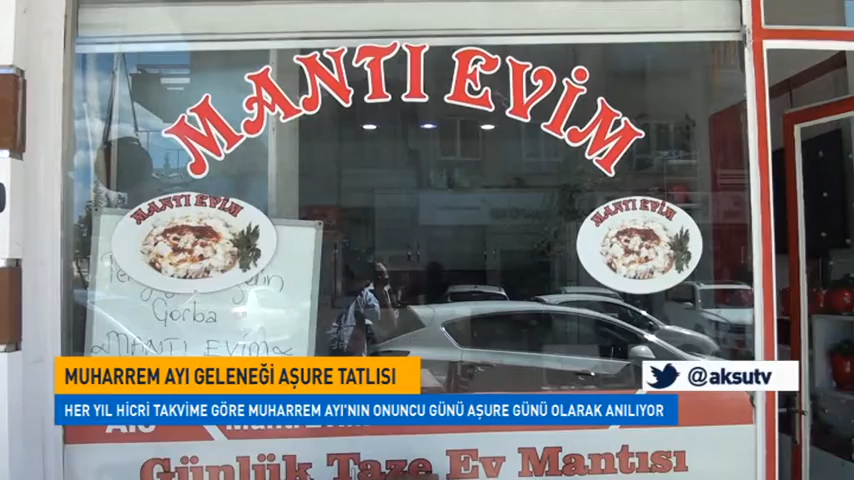 MANTI EVİM
MANTI EVİM
MANTI EVİM
Çorba
MANTI EVİM
MUHARREM AYI GELENEĞİ AŞURE TATLISI
@aksutv
HER YIL HİCRİ TAKVİME GÖRE MUHARREM AYI'NIN ONUNCU GÜNÜ AŞURE GÜNÜ OLARAK ANILIYOR
Günlük Taze Ev Mantısı